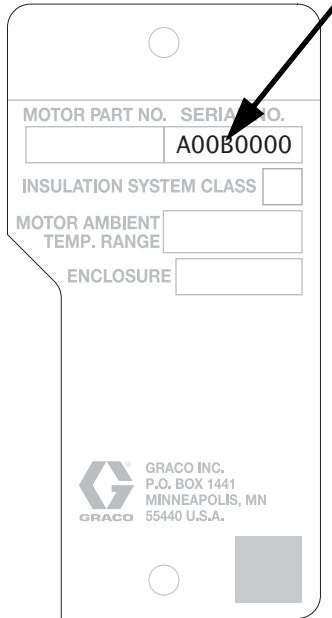 MOTOR PART NO. SERIAL NO.
A00B0000
INSULATION SYSTEM CLASS
MOTOR AMBIENT
TEMP. RANGE
ENCLOSURE
GRACO INC.
P.O. BOX 1441
MINNEAPOLIS, MN
55440 U.S.A.
GRACO